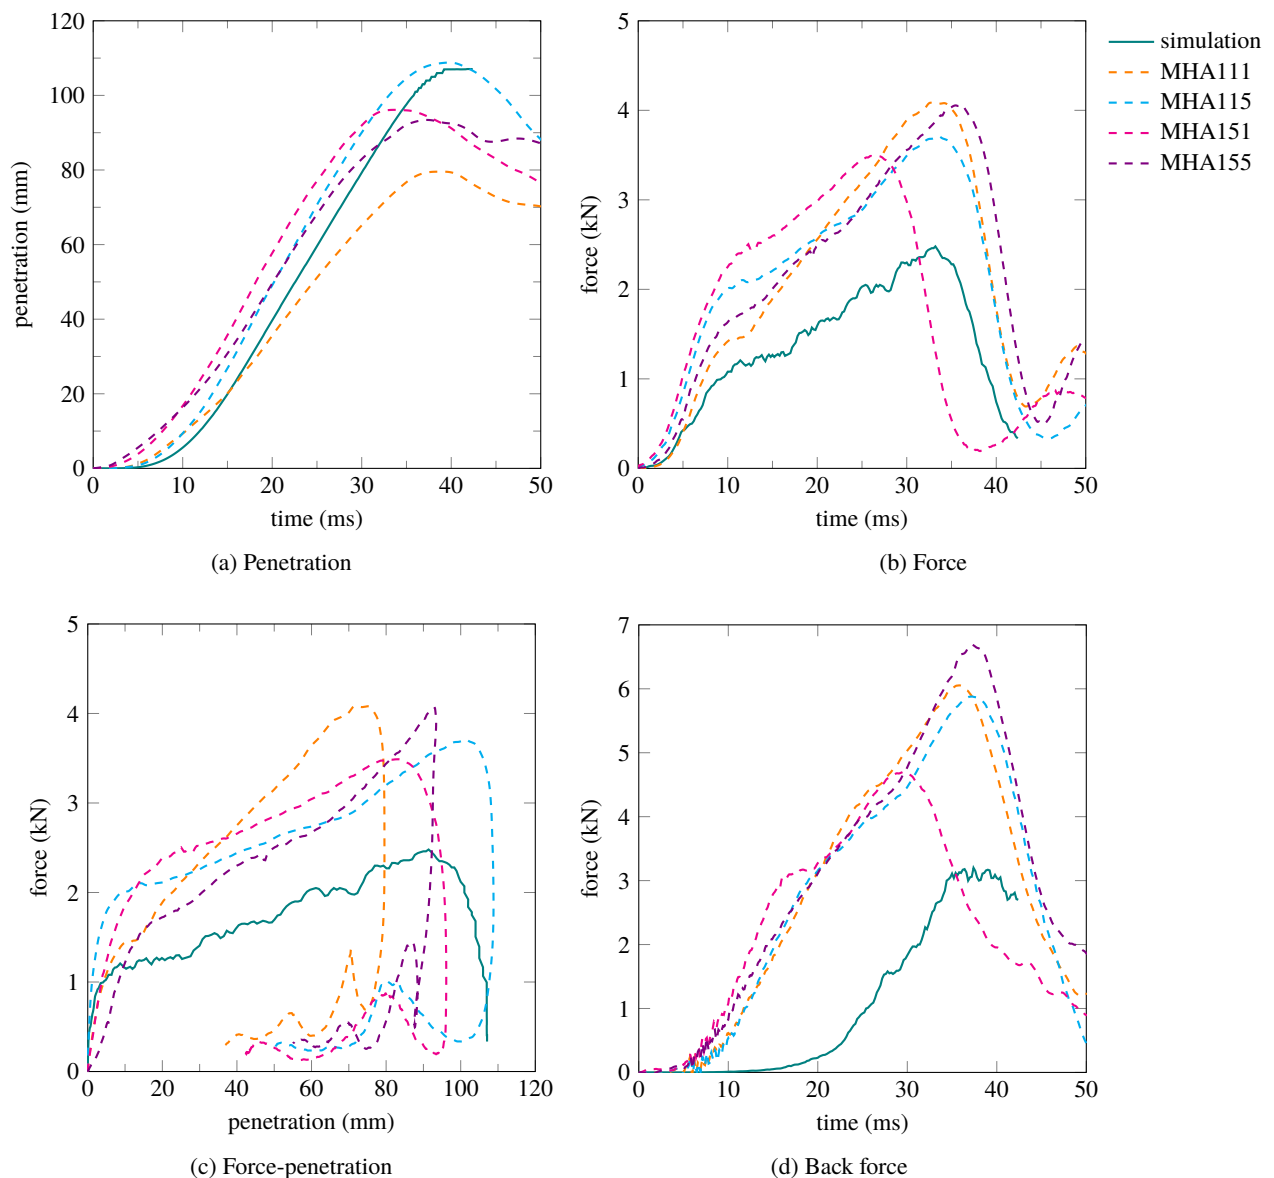 120
100
80
60
40
20
0
0 10 20 30 40 50
penetration (mm)
time (ms)
(a) Penetration
5
4
3
2
1
0
0 10 20 30 40 50
force (kN)
time (ms)
(b) Force
simulation
MHA111
MHA115
MHA151
MHA155
5
4
3
2
1
0
0 20 40 60 80 100 120
force (kN)
penetration (mm)
(c) Force-penetration
7
6
5
4
3
2
1
0
0 10 20 30 40 50
force (kN)
time (ms)
(d) Back force